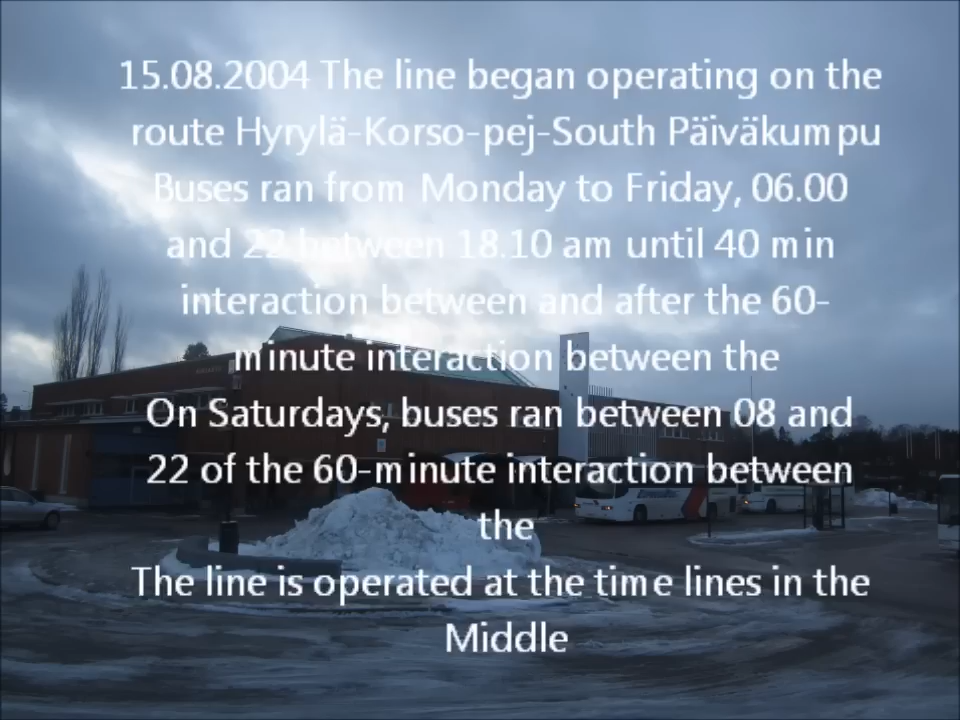 15.08.2004 The line began operating on the
route Hyrylä-Korso-pej-South Päiväkumpu
Buses ran from Monday to Friday, 06.00
and 22 between 18.10 am until 40 min
interaction between and after the 60-
minute interaction between the
On Saturdays, buses ran between 08 and
22 of the 60-minute interaction between
the
The line is operated at the time lines in the
Middle